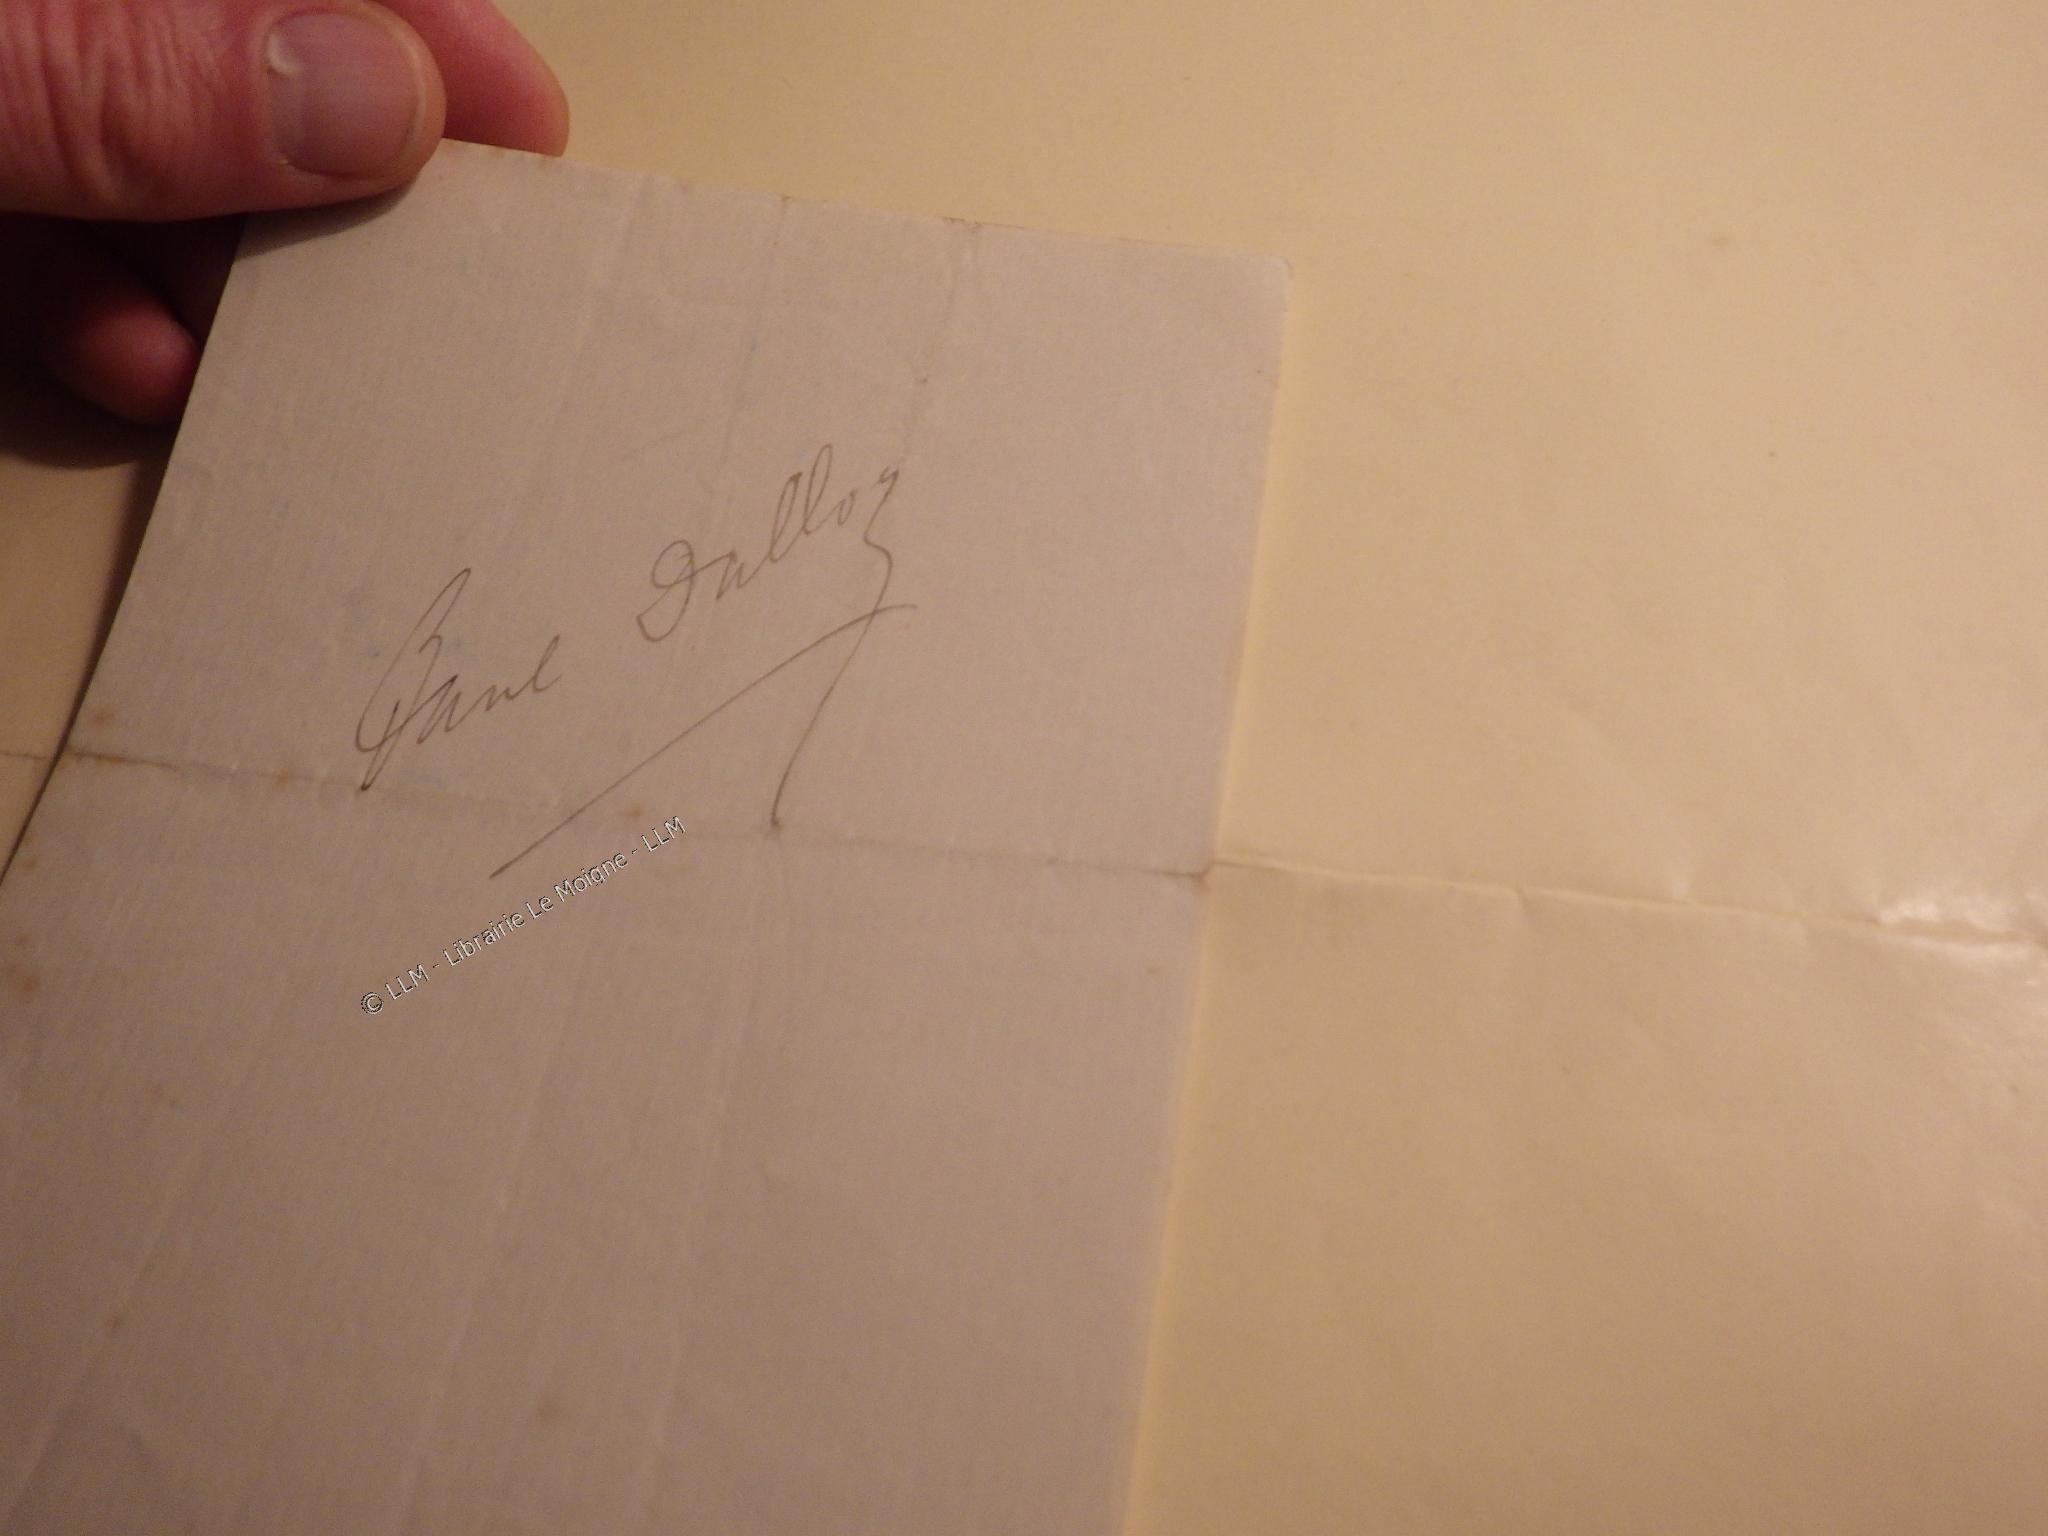 Paul Dalloz
© LLM - Librairie Le Moigne - LLM